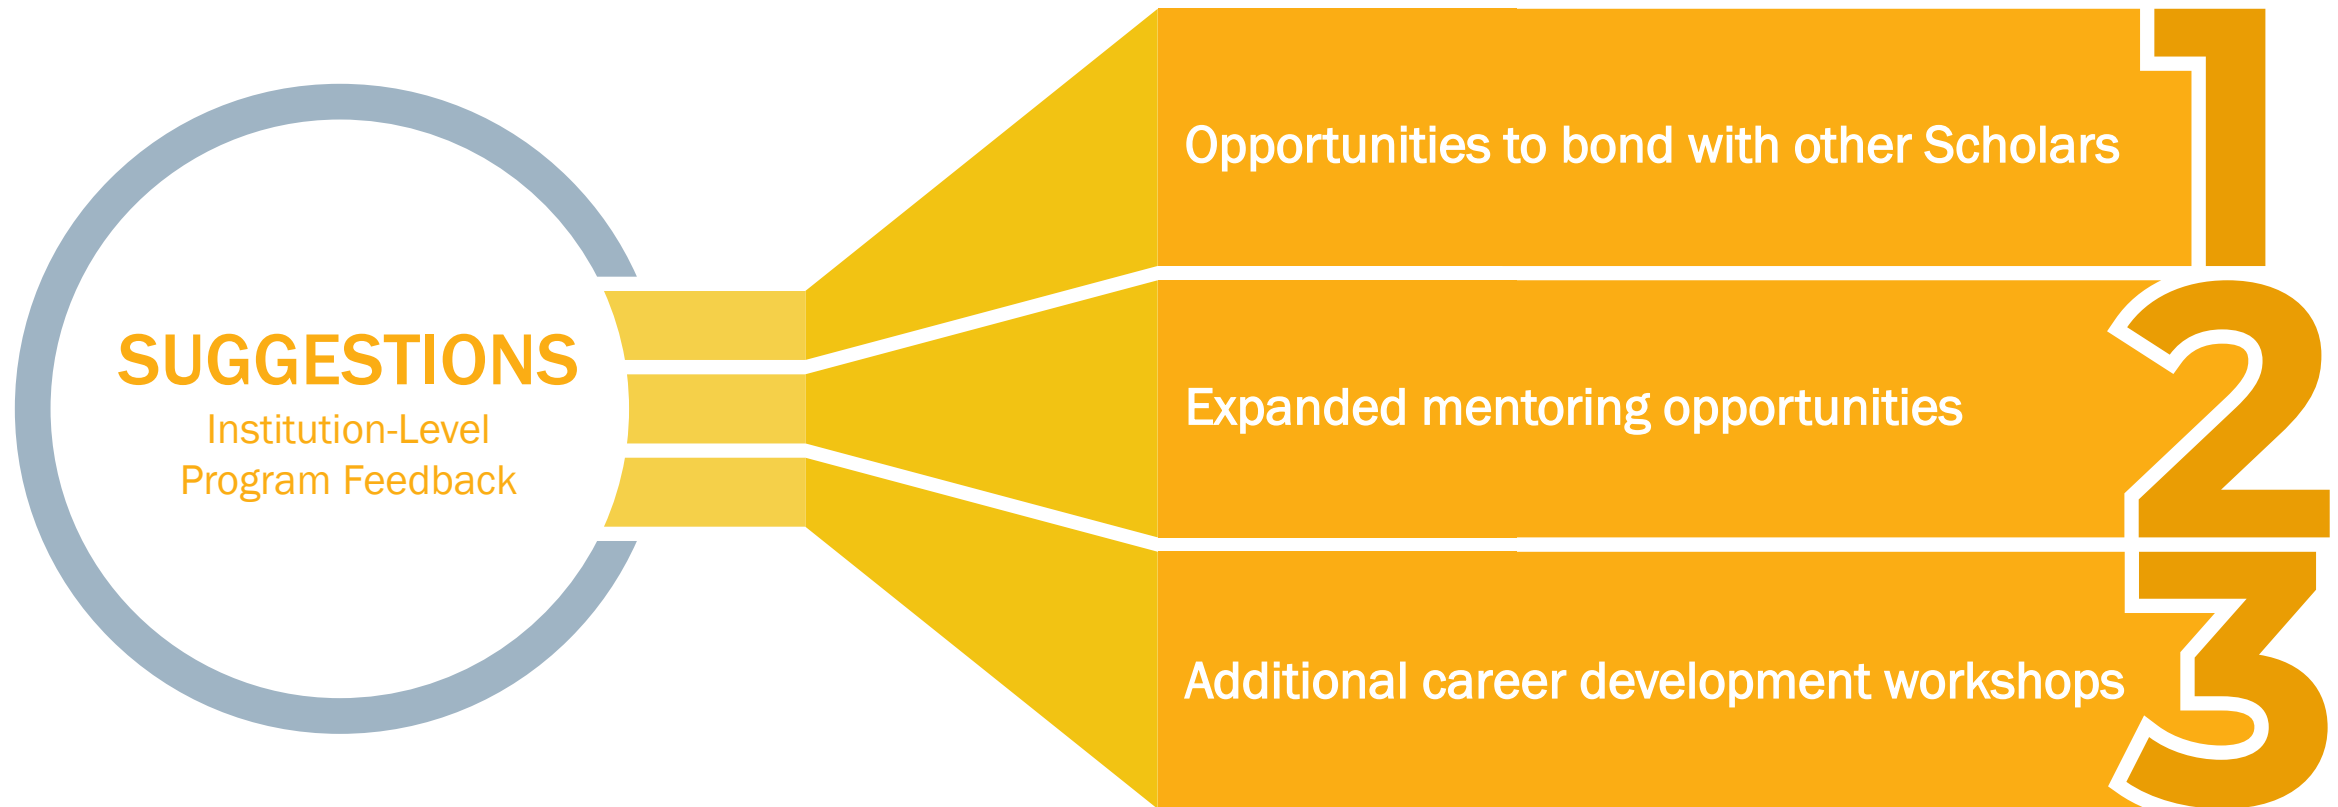 SUGGESTIONS
Institution-Level
Program Feedback
Opportunities to bond with other Scholars
1
Expanded mentoring opportunities
2
Additional career development workshops
3